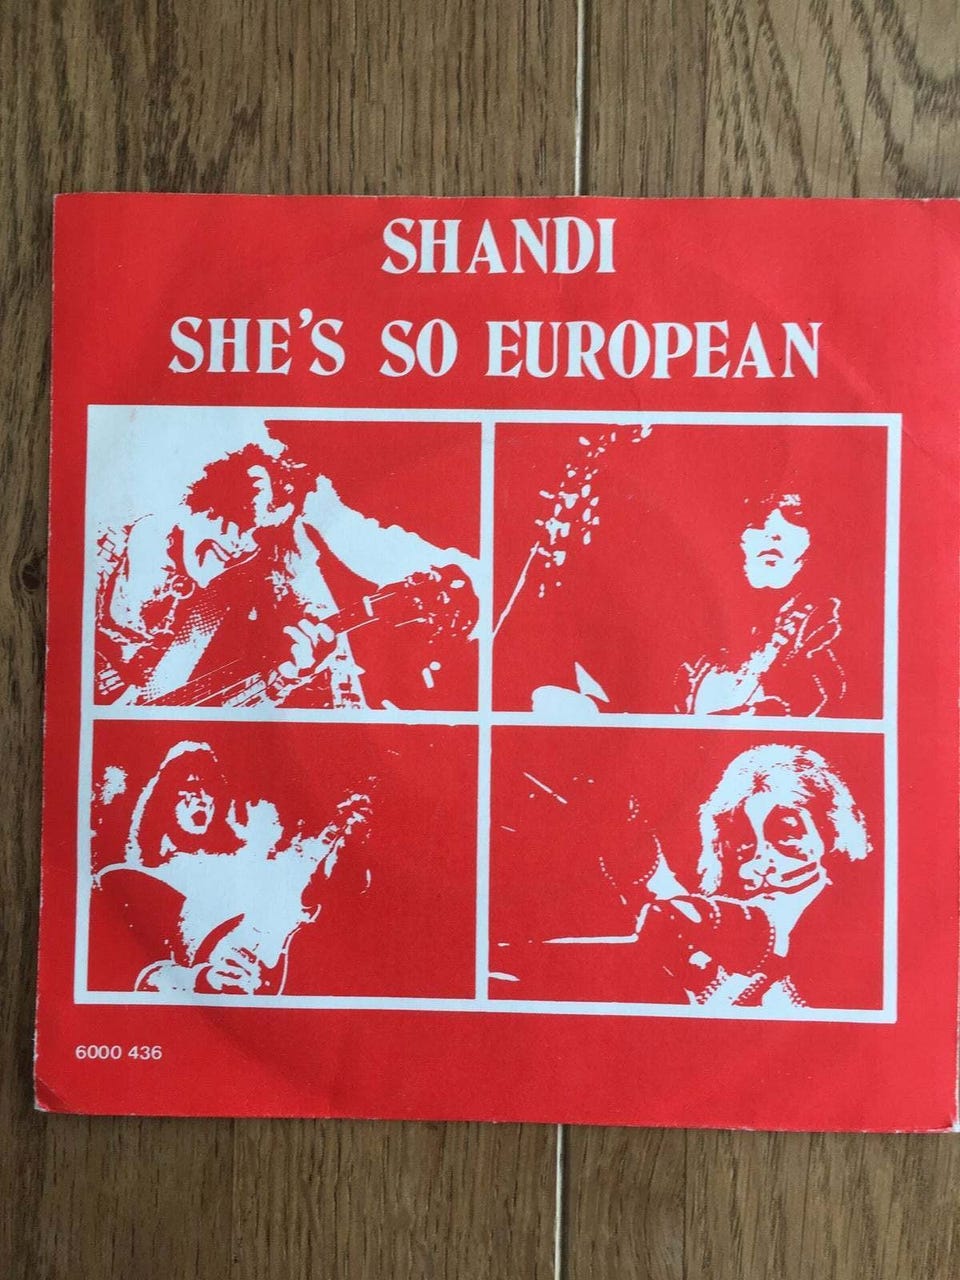 SHANDI
SHE'S SO EUROPEAN
6000 436